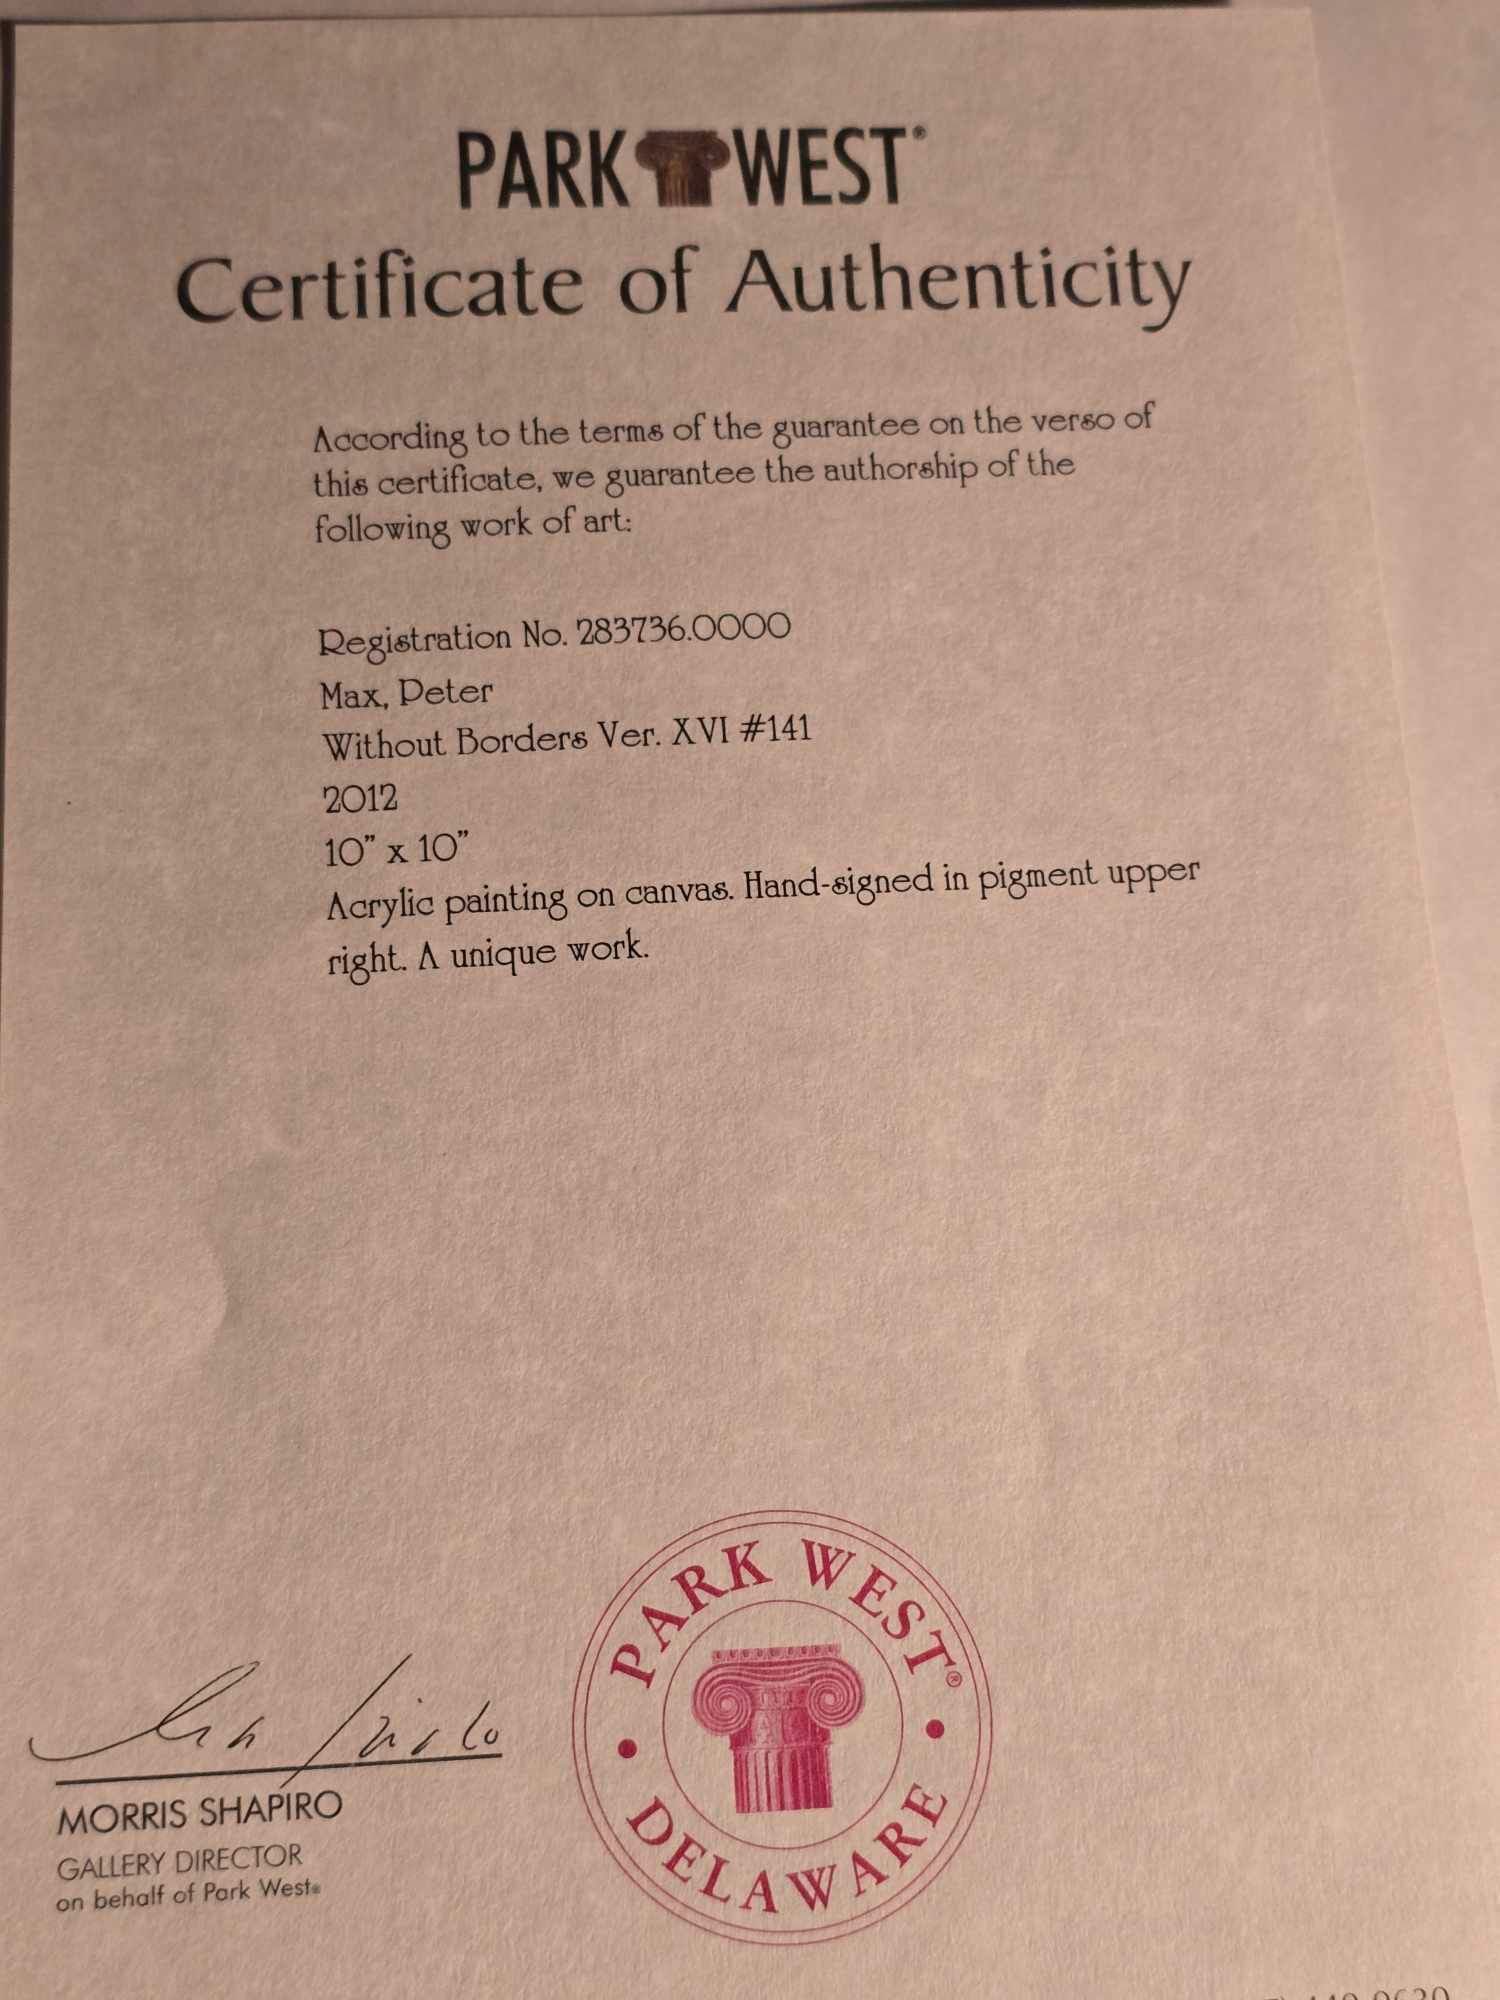 PARK WEST®
Certificate of Authenticity
According to the terms of the guarantee on the verso of
this certificate, we guarantee the authorship of the
following work of art:
Registration No. 283736.0000
Max, Peter
Without Borders Ver. XVI #141
2012
10” x 10”
Acrylic painting on canvas. Hand-signed in pigment upper
right. A unique work.
PARK WEST®
• DELAWARE •
MORRIS SHAPIRO
GALLERY DIRECTOR
on behalf of Park West®